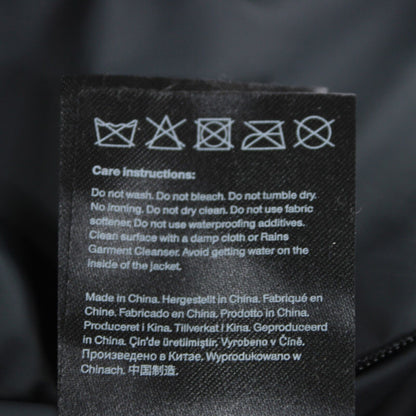 Care instructions:
Do not wash. Do not bleach. Do not tumble dry.
No ironing. Do not dry clean. Do not use fabric
softener. Do not use waterproofing additives.
Clean surface with a damp cloth or Rains
Garment Cleanser. Avoid getting water on the
inside of the jacket.
Made in China. Hergestellt in China. Fabriqué en
Chine. Fabricado en China. Prodotto in China.
Produceret i Kina. Tillverkat i Kina. Geproduceerd
in China. Çin'de üretilmiştir. Vyrobeno v Číně.
Произведено в Китае. Wyprodukowano w
Chinach. 中国制造.